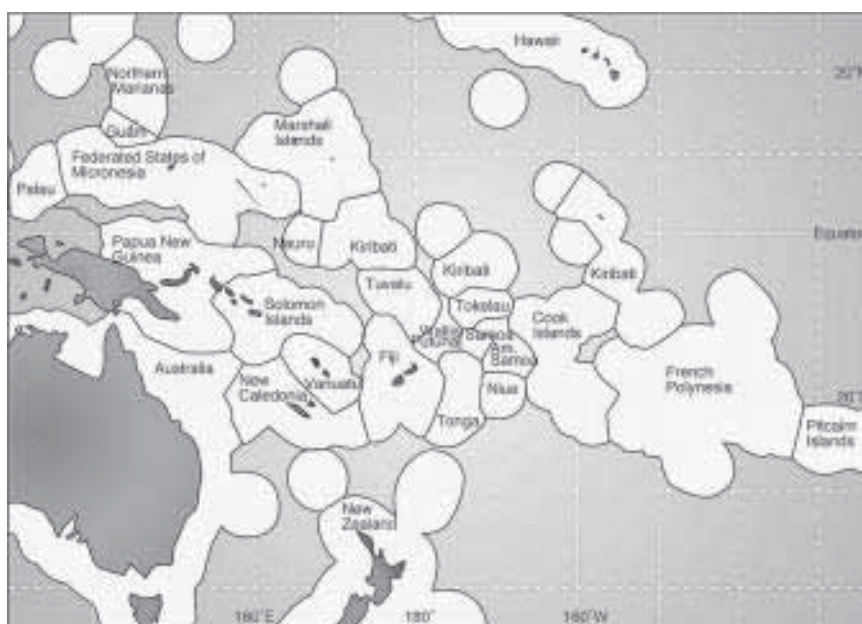 Hawaii
20°N
Northern
Marianas
Guam
Marshall
Islands
Federated States of
Micronesia
Palau
Equator
Nauru
Kiribati
Papua New
Guinea
Kiribati
Kiribati
Tuvalu
Solomon
Islands
Tokelau
Cook
Islands
Wallis
Futuna
Samoa
Am.
Samoa
Fiji
Australia
New
Caledonia
Vanuatu
French
Polynesia
Niue
20°S
Tonga
Pitcairn
Islands
New
Zealand
160°E
180°
160°W